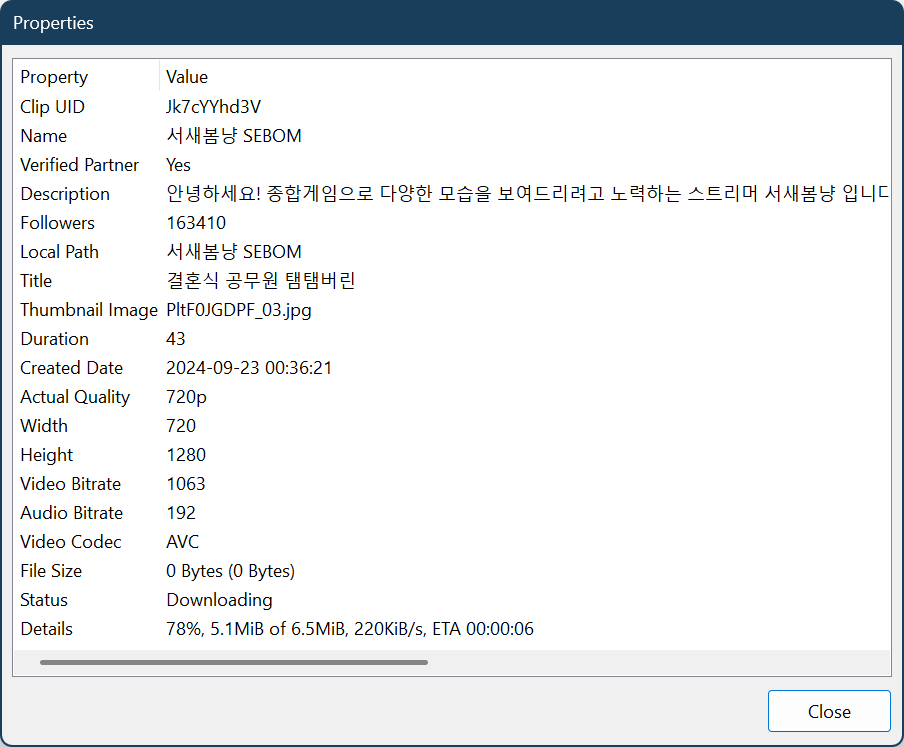 Properties
Property Value
Clip UID Jk7cYYhd3V
Name 서새봄냥 SEBOM
Verified Partner Yes
Description 안녕하세요! 종합게임으로 다양한 모습을 보여드리려고 노력하는 스트리머 서새봄냥 입니다
Followers 163410
Local Path 서새봄냥 SEBOM
Title 결혼식 공무원 탬탬버린
Thumbnail Image PltF0JGDPF_03.jpg
Duration 43
Created Date 2024-09-23 00:36:21
Actual Quality 720p
Width 720
Height 1280
Video Bitrate 1063
Audio Bitrate 192
Video Codec AVC
File Size 0 Bytes (0 Bytes)
Status Downloading
Details 78%, 5.1MiB of 6.5MiB, 220KiB/s, ETA 00:00:06
Close